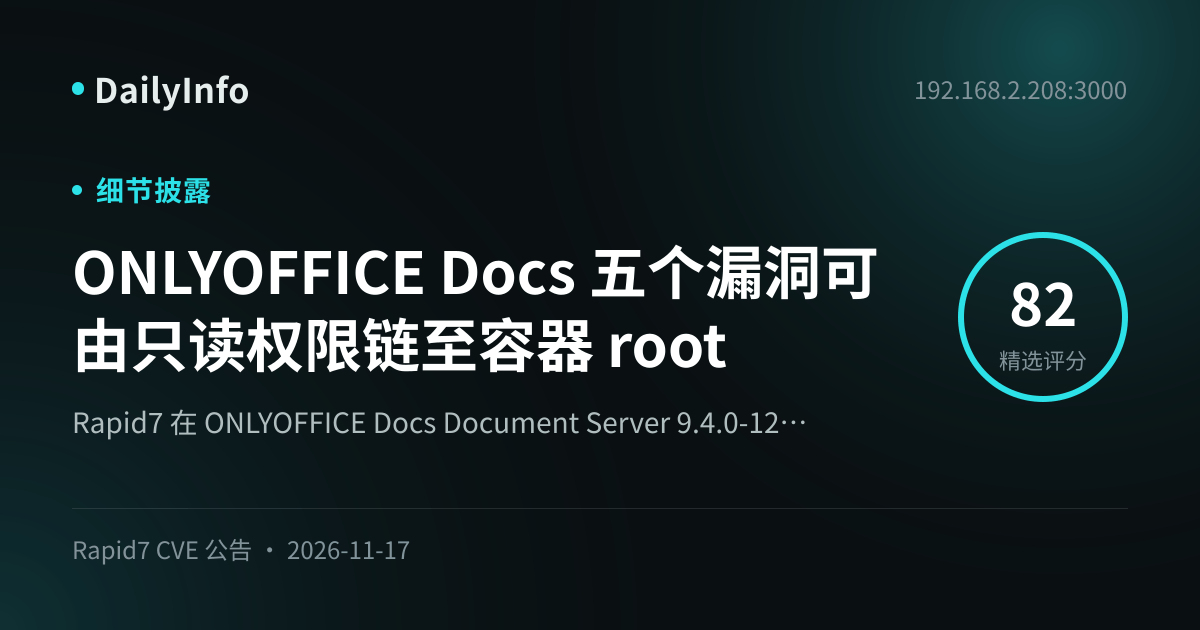 DailyInfo
192.168.2.208:3000
细节披露
ONLYOFFICE Docs 五个漏洞可
由只读权限链至容器 root
82
精选评分
Rapid7 在 ONLYOFFICE Docs Document Server 9.4.0-12…
Rapid7 CVE 公告 • 2026-11-17